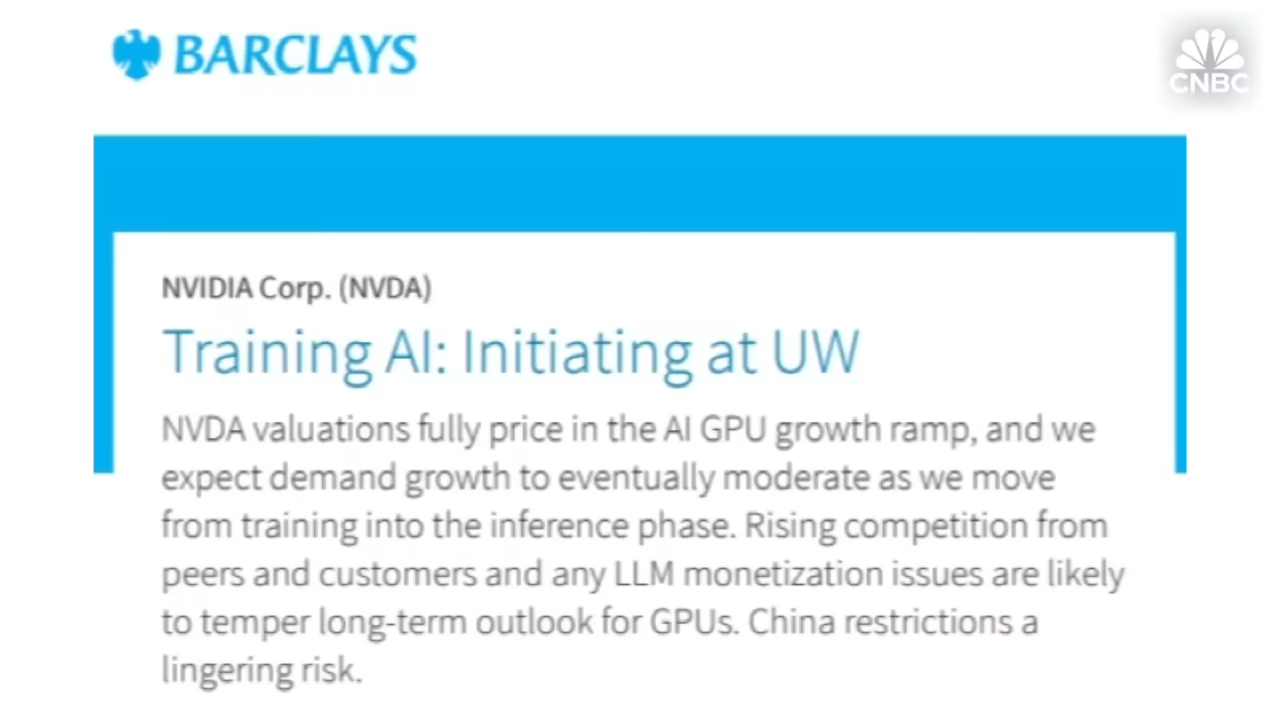 BARCLAYS
CNBC
NVIDIA Corp. (NVDA)
Training AI: Initiating at UW
NVDA valuations fully price in the AI GPU growth ramp, and we
expect demand growth to eventually moderate as we move
from training into the inference phase. Rising competition from
peers and customers and any LLM monetization issues are likely
to temper long-term outlook for GPUs. China restrictions a
lingering risk.